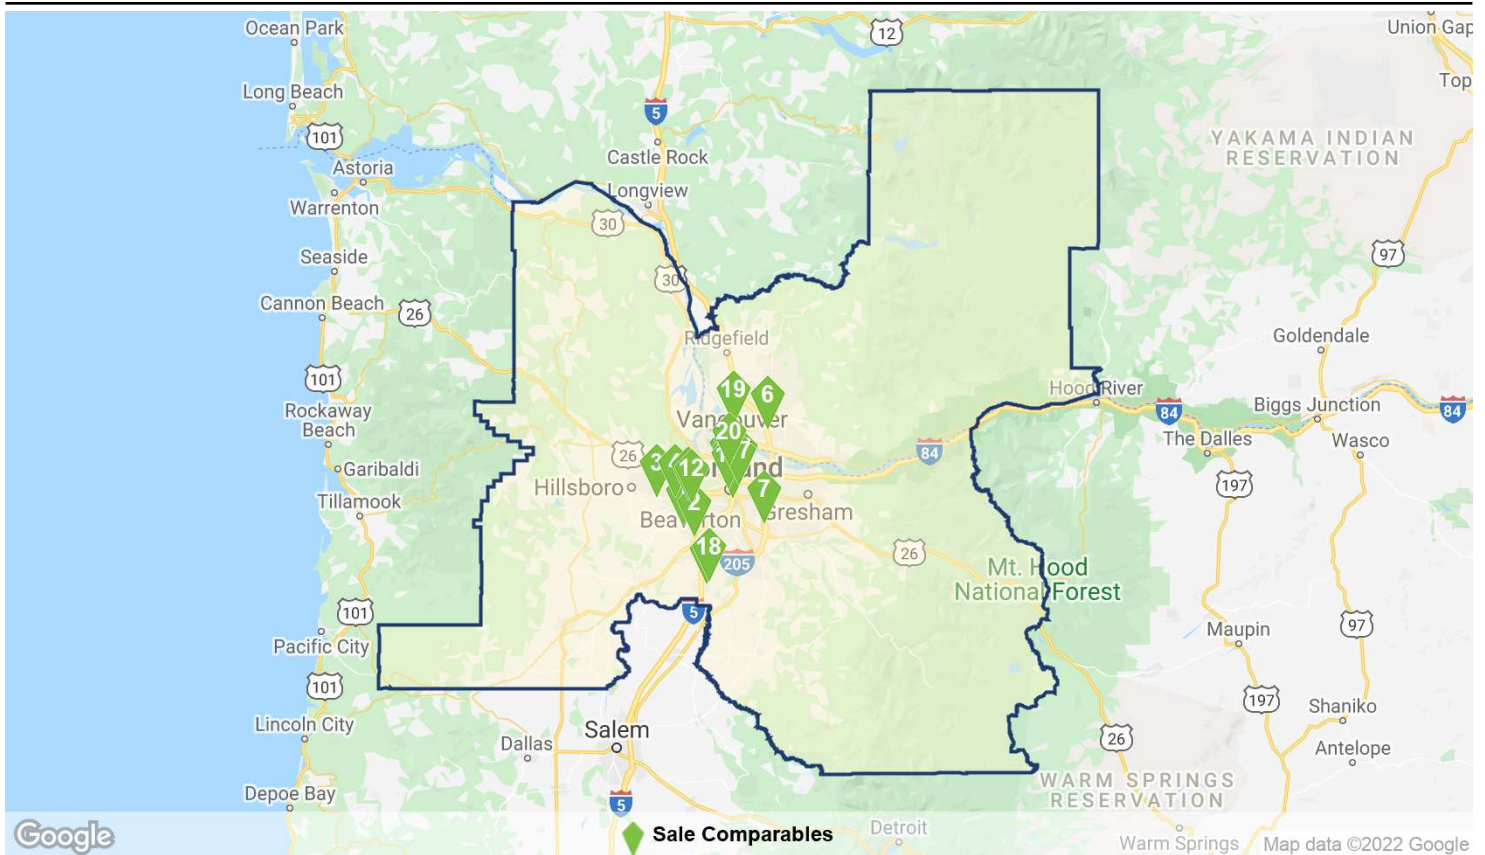 Ocean Park
12
Union Gap
Top
Long Beach
5
101
YAKAMA INDIAN
RESERVATION
Castle Rock
Astoria
Longview
Warrenton
30
Seaside
97
30
Cannon Beach
26
Goldendale
Ridgefield
101
19
6
Hood River
Rockaway
Beach
Vancouver
84
Biggs Junction
84
20
The Dalles
Wasco
26
84
3
12
Garibaldi
197
Hillsboro
7
Tillamook
2
Gresham
Beaverton
18
205
26
Mt. Hood
National Forest
101
5
97
Maupin
Pacific City
101
197
Shaniko
Lincoln City
Salem
Dallas
26
Antelope
WARM SPRINGS
RESERVATION
Depoe Bay
5
Google
Sale Comparables
Detroit
Warm Springs
Map data ©2022 Google